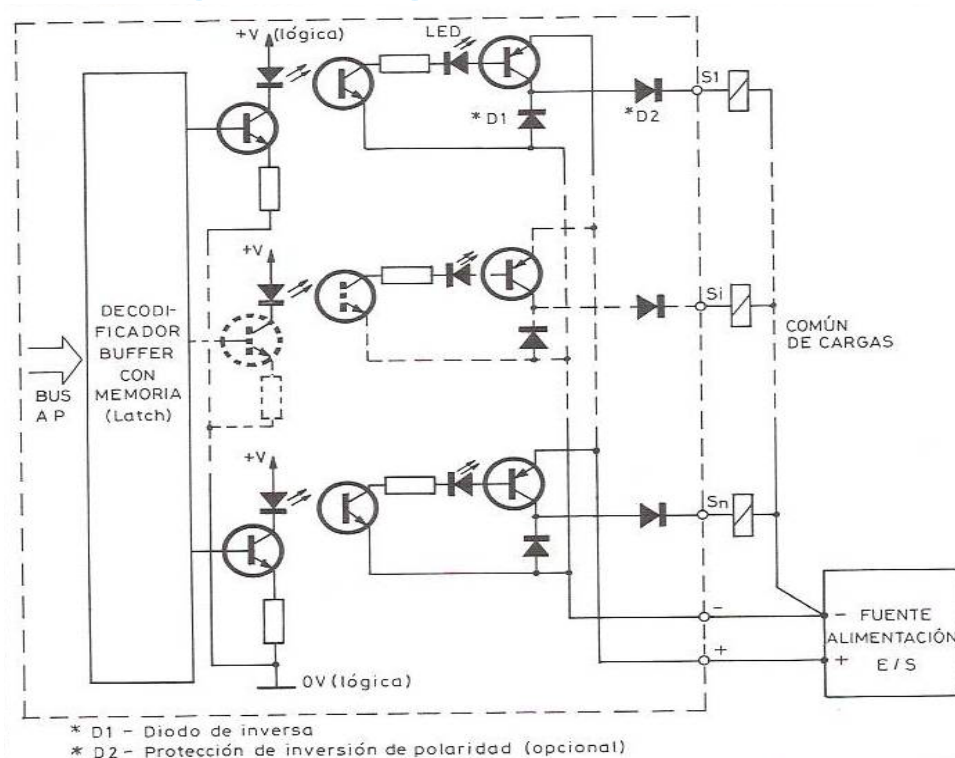 +V (lógica)
LED
S1
* D1
*D2
+V
Si
DECODI-
FICADOR
BUFFER
CON
MEMORIA
(Latch)
BUS
A P
COMÚN
DE CARGAS
+V
Sn
-
+
- FUENTE
ALIMENTACIÓN
+ E/S
0V (lógica)
* D1 - Diodo de inversa
* D2 - Protección de inversión de polaridad (opcional)